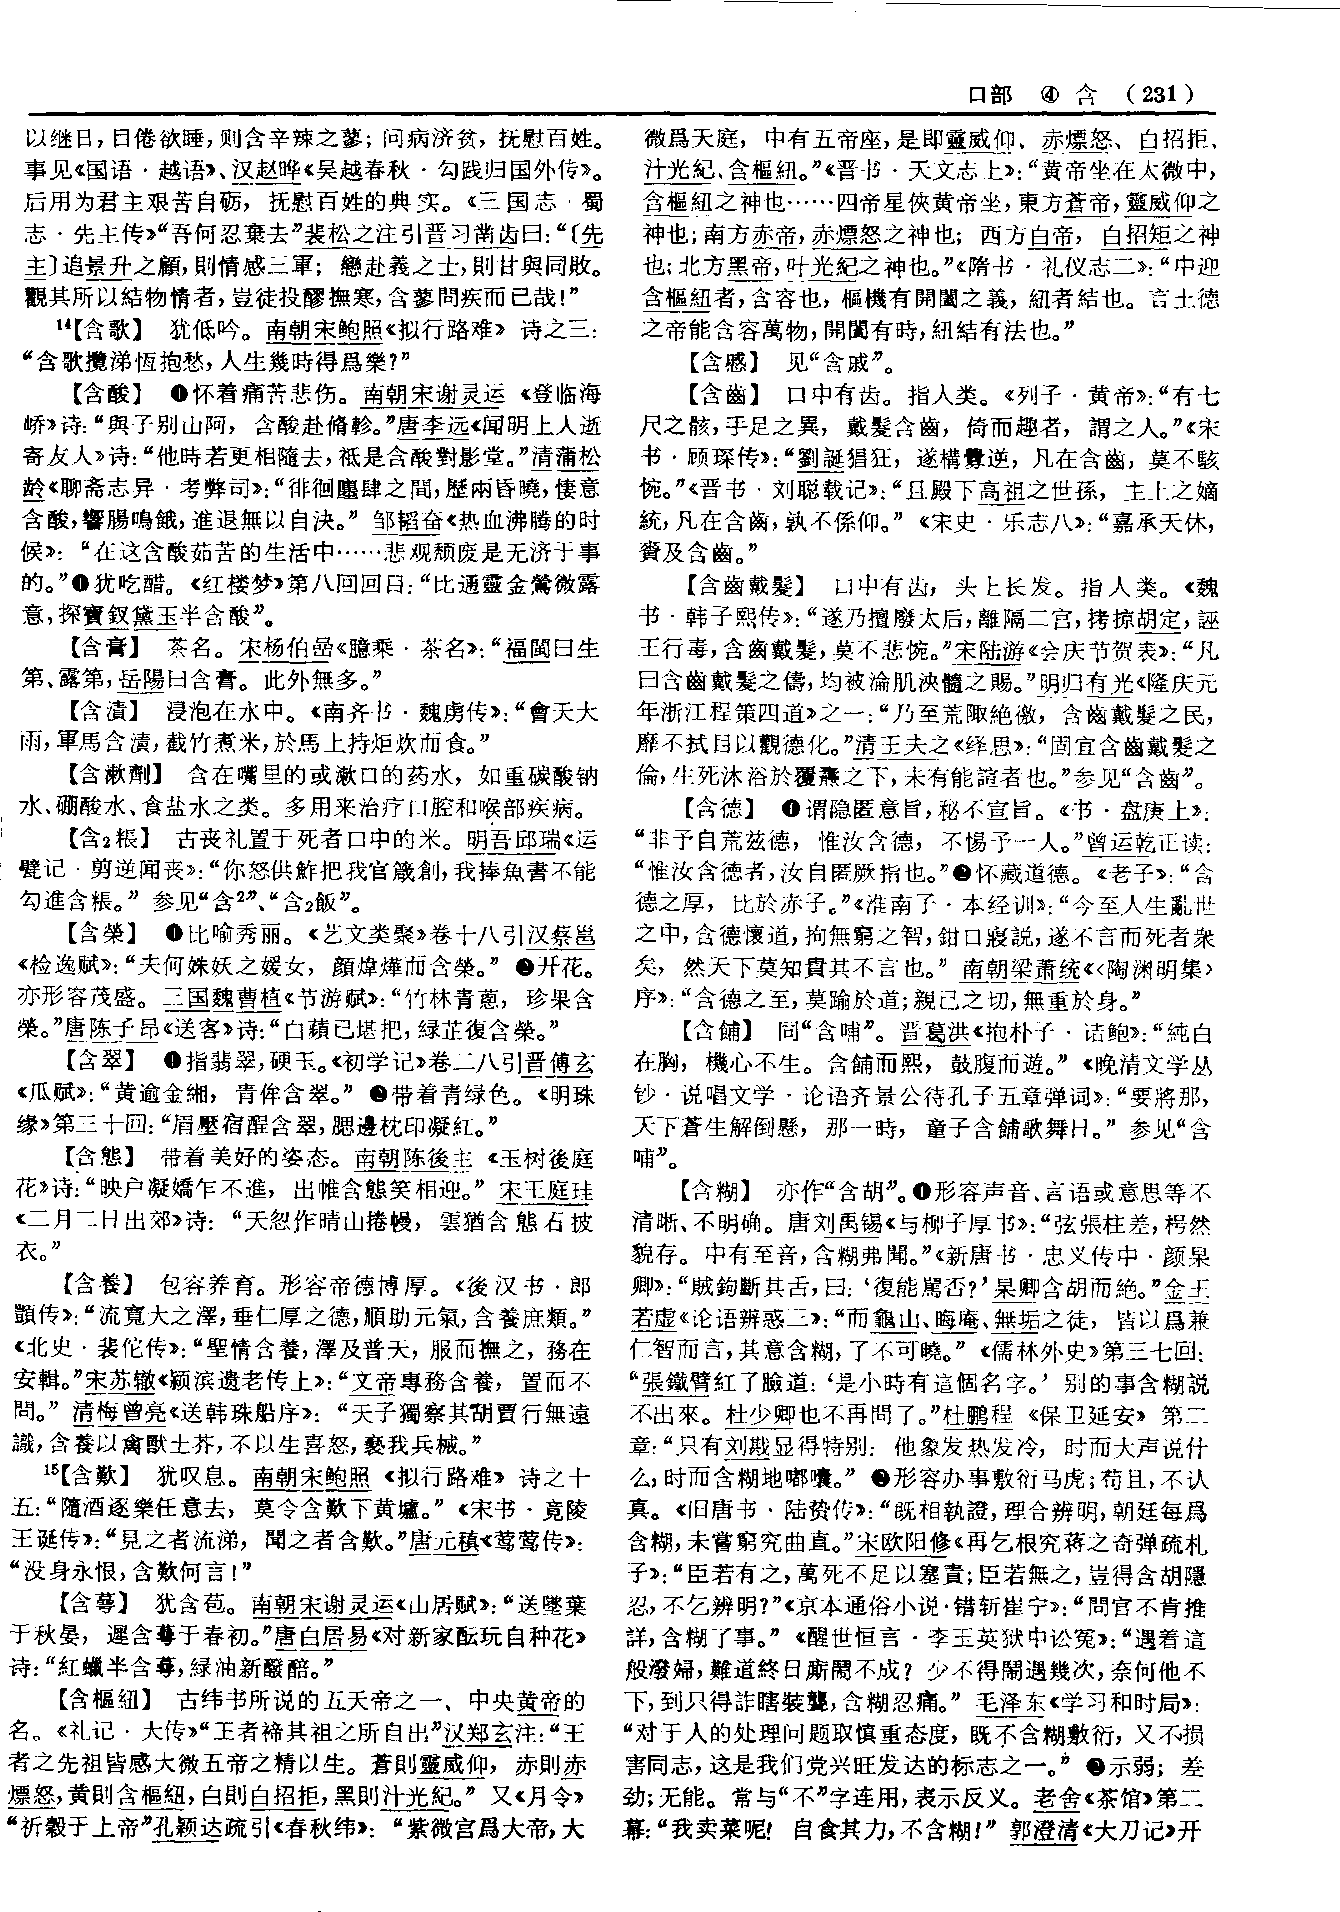 口部 ④ 含 （231）
以继日，目倦欲睡，则含辛辣之蓼；问病济贫，抚慰百姓。
事见《国语·越语》、汉赵晔《吴越春秋·勾践归国外传》。
后用为君主艰苦自砺，抚慰百姓的典实。《三国志·蜀
志·先主传》“吾何忍棄去”裴松之注引晋习凿齿曰：“〔先
主〕追景升之顧，則情感三軍；戀赴義之士，則甘與同敗。
觀其所以結物情者，豈徒投醪撫寒，含蓼問疾而已哉！”
¹⁴【含歌】 犹低吟。南朝宋鲍照《拟行路难》诗之三：
“含歌攬涕恆抱愁，人生幾時得爲樂？”
【含酸】 ❶怀着痛苦悲伤。南朝宋谢灵运《登临海
峤》诗：“與子别山阿，含酸赴脩軫。”唐李远《闻明上人逝
寄友人》诗：“他時若更相隨去，衹是含酸對影堂。”清蒲松
龄《聊斋志异·考弊司》：“徘徊廛肆之間，歷兩昏曉，悽意
含酸，響腸鳴餓，進退無以自決。”邹韬奋《热血沸腾的时
候》：“在这含酸茹苦的生活中……悲观颓废是无济于事
的。”❷犹吃醋。《红楼梦》第八回回目：“比通靈金鶯微露
意，探寶釵黛玉半含酸”。
【含膏】 茶名。宋杨伯嵒《臆乘·茶名》：“福閩曰生
第、露第，岳陽曰含膏。此外無多。”
【含漬】 浸泡在水中。《南齐书·魏虏传》：“會天大
雨，軍馬含漬，截竹煮米，於馬上持炬炊而食。”
【含漱劑】 含在嘴里的或漱口的药水，如重碳酸钠
水、硼酸水、食盐水之类。多用来治疗口腔和喉部疾病。
【含₂粻】 古丧礼置于死者口中的米。明吾邱瑞《运
甓记·剪逆闻丧》：“你怒供鮓把我官箴創，我捧魚書不能
勾進含粻。”参见“含²”、“含₂飯”。
【含榮】 ❶比喻秀丽。《艺文类聚》卷十八引汉蔡邕
《检逸赋》：“夫何姝妖之媛女，顔煒燁而含榮。”❷开花。
亦形容茂盛。三国魏曹植《节游赋》：“竹林青蔥，珍果含
榮。”唐陈子昂《送客》诗：“白蘋已堪把，緑芷復含榮。”
【含翠】 ❶指翡翠，硬玉。《初学记》卷二八引晋傅玄
《瓜赋》：“黄逾金緗，青侔含翠。”❷带着青绿色。《明珠
缘》第三十回：“眉壓宿酲含翠，腮邊枕印凝紅。”
【含態】 带着美好的姿态。南朝陈後主《玉树後庭
花》诗：“映户凝嬌乍不進，出帷含態笑相迎。”宋王庭珪
《二月二日出郊》诗：“天忽作晴山捲幔，雲猶含態石披
衣。”
【含養】 包容养育。形容帝德博厚。《後汉书·郎
顗传》：“流寬大之澤，垂仁厚之德，順助元氣，含養庶類。”
《北史·裴佗传》：“聖情含養，澤及普天，服而撫之，務在
安輯。”宋苏辙《颍滨遗老传上》：“文帝專務含養，置而不
問。”清梅曾亮《送韩珠船序》：“天子獨察其胡賈行無遠
識，含養以禽獸土芥，不以生喜怒，褻我兵械。”
¹⁵【含歎】 犹叹息。南朝宋鲍照《拟行路难》诗之十
五：“隨酒逐樂任意去，莫令含歎下黄壚。”《宋书·竟陵
王诞传》：“見之者流涕，聞之者含歎。”唐元稹《莺莺传》：
“没身永恨，含歎何言！”
【含萼】 犹含苞。南朝宋谢灵运《山居赋》：“送墜葉
于秋晏，遲含萼于春初。”唐白居易《对新家酝玩自种花》
诗：“紅蠟半含萼，緑油新醱醅。”
【含樞紐】 古纬书所说的五天帝之一、中央黄帝的
名。《礼记·大传》“王者禘其祖之所自出”汉郑玄注：“王
者之先祖皆感大微五帝之精以生。蒼則靈威仰，赤則赤
熛怒，黄則含樞紐，白則白招拒，黑則汁光紀。”又《月令》
“祈穀于上帝”孔颖达疏引《春秋纬》：“紫微宫爲大帝，大
微爲天庭，中有五帝座，是即靈威仰、赤熛怒、白招拒、
汁光紀、含樞紐。”《晋书·天文志上》：“黄帝坐在太微中，
含樞紐之神也……四帝星俠黄帝坐，東方蒼帝，靈威仰之
神也；南方赤帝，赤熛怒之神也；西方白帝，白招矩之神
也；北方黑帝，叶光紀之神也。”《隋书·礼仪志二》：“中迎
含樞紐者，含容也，樞機有開闔之義，紐者結也。言土德
之帝能含容萬物，開闔有時，紐結有法也。”
【含慼】 见“含戚”。
【含齒】 口中有齿。指人类。《列子·黄帝》：“有七
尺之骸，手足之異，戴髮含齒，倚而趣者，謂之人。”《宋
书·顾琛传》：“劉誕猖狂，遂構釁逆，凡在含齒，莫不駭
惋。”《晋书·刘聪载记》：“且殿下高祖之世孫，主上之嫡
統，凡在含齒，孰不係仰。”《宋史·乐志八》：“嘉承天休，
賚及含齒。”
【含齒戴髮】 口中有齿，头上长发。指人类。《魏
书·韩子熙传》：“遂乃擅廢太后，離隔二宫，拷掠胡定，誣
王行毒，含齒戴髮，莫不悲惋。”宋陆游《会庆节贺表》：“凡
曰含齒戴髮之儔，均被淪肌浹髓之賜。”明归有光《隆庆元
年浙江程策四道》之一：“乃至荒陬絶徼，含齒戴髮之民，
靡不拭目以觀德化。”清王夫之《绎思》：“固宜含齒戴髮之
倫，生死沐浴於覆燾之下，未有能諠者也。”参见“含齒”。
【含德】 ❶谓隐匿意旨，秘不宣旨。《书·盘庚上》：
“非予自荒兹德，惟汝含德，不惕予一人。”曾运乾正读：
“惟汝含德者，汝自匿厥指也。”❷怀藏道德。《老子》：“含
德之厚，比於赤子。”《淮南子·本经训》：“今至人生亂世
之中，含德懷道，拘無窮之智，鉗口寢説，遂不言而死者衆
矣，然天下莫知貴其不言也。”南朝梁萧统《〈陶渊明集〉
序》：“含德之至，莫踰於道；親己之切，無重於身。”
【含餔】 同“含哺”。晋葛洪《抱朴子·诘鲍》：“純白
在胸，機心不生。含餔而熙，鼓腹而遊。”《晚清文学丛
钞·说唱文学·论语齐景公待孔子五章弹词》：“要將那，
天下蒼生解倒懸，那一時，童子含餔歌舞日。”参见“含
哺”。
【含糊】 亦作“含胡”。❶形容声音、言语或意思等不
清晰、不明确。唐刘禹锡《与柳子厚书》：“弦張柱差，枵然
貌存。中有至音，含糊弗聞。”《新唐书·忠义传中·颜杲
卿》：“賊鉤斷其舌，曰：‘復能駡否？’杲卿含胡而絶。”金王
若虚《论语辨惑二》：“而龜山、晦庵、無垢之徒，皆以爲兼
仁智而言，其意含糊，了不可曉。”《儒林外史》第三七回：
“張鐵臂紅了臉道：‘是小時有這個名字。’别的事含糊説
不出來。杜少卿也不再問了。”杜鹏程《保卫延安》第二
章：“只有刘戡显得特别：他象发热发冷，时而大声说什
么，时而含糊地嘟囔。”❷形容办事敷衍马虎；苟且，不认
真。《旧唐书·陆贽传》：“既相執證，理合辨明，朝廷每爲
含糊，未嘗窮究曲直。”宋欧阳修《再乞根究蒋之奇弹疏札
子》：“臣若有之，萬死不足以塞責；臣若無之，豈得含胡隱
忍，不乞辨明？”《京本通俗小说·错斩崔宁》：“問官不肯推
詳，含糊了事。”《醒世恒言·李玉英狱中讼冤》：“遇着這
般潑婦，難道終日廝鬧不成？少不得鬧遇幾次，奈何他不
下，到只得詐瞎裝聾，含糊忍痛。”毛泽东《学习和时局》：
“对于人的处理问题取慎重态度，既不含糊敷衍，又不损
害同志，这是我们党兴旺发达的标志之一。”❸示弱；差
劲；无能。常与“不”字连用，表示反义。老舍《茶馆》第二
幕：“我卖菜呢！自食其力，不含糊！”郭澄清《大刀记》开